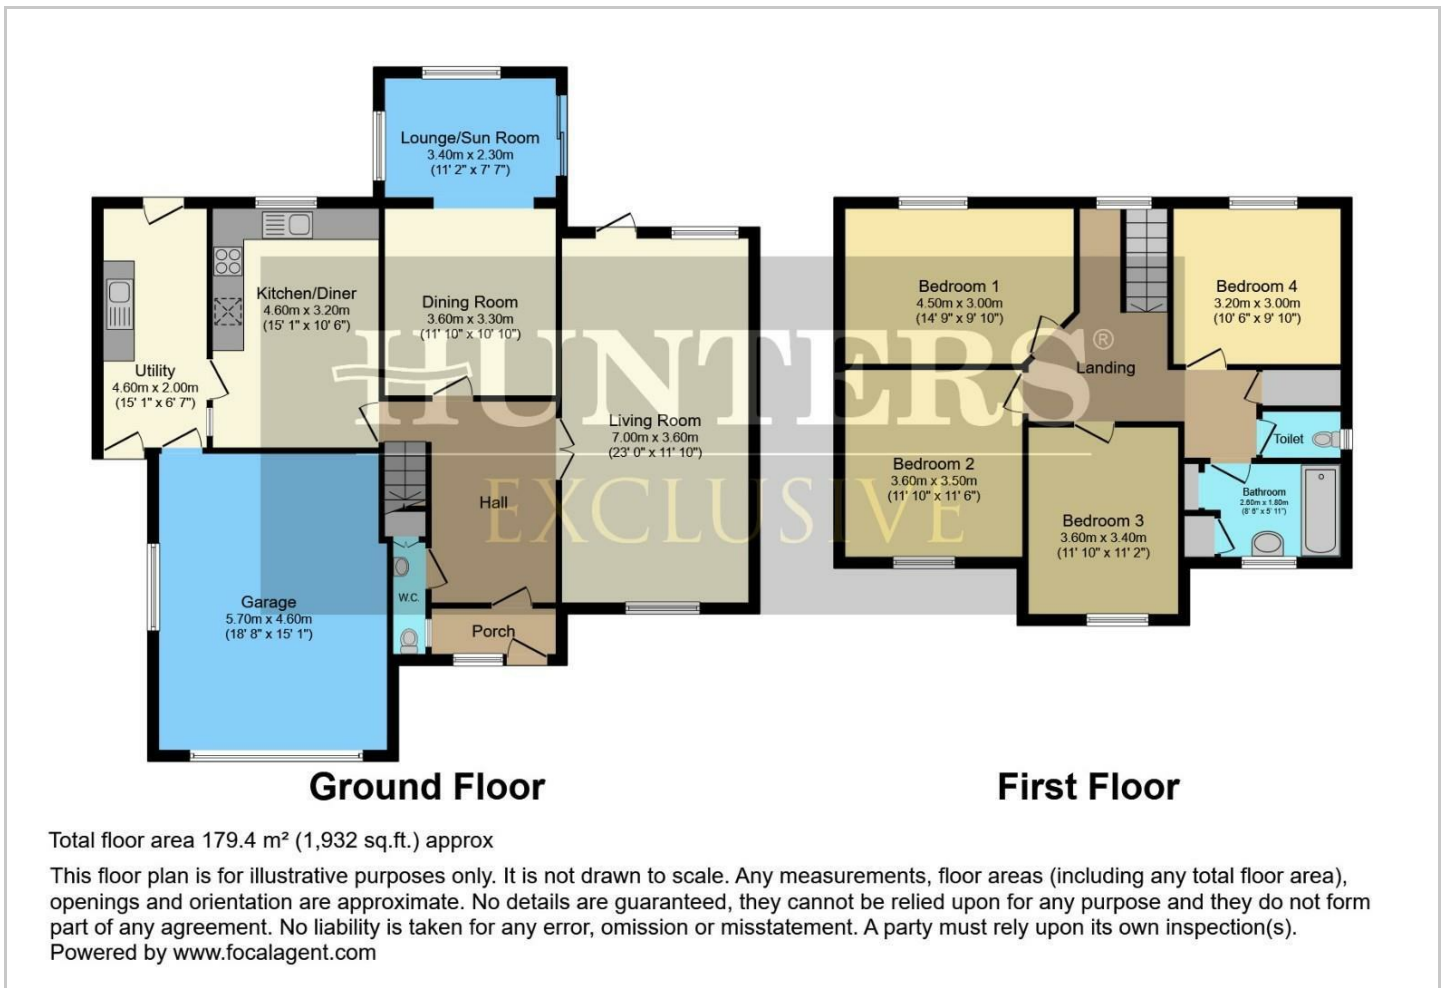 Lounge/Sun Room
3.40m x 2.30m
(11' 2" x 7' 7")
Kitchen/Diner
4.60m x 3.20m
(15' 1" x 10' 6")
Dining Room
3.60m x 3.30m
(11' 10" x 10' 10")
Utility
4.60m x 2.00m
(15' 1" x 6' 7")
Living Room
7.00m x 3.60m
(23' 0" x 11' 10")
Hall
W.C.
Porch
Garage
5.70m x 4.60m
(18' 8" x 15' 1")
Ground Floor
Bedroom 1
4.50m x 3.00m
(14' 9" x 9' 10")
Bedroom 4
3.20m x 3.00m
(10' 6" x 9' 10")
Landing
Toilet
Bedroom 2
3.60m x 3.50m
(11' 10" x 11' 6")
Bathroom
2.60m x 1.80m
(8' 6" x 5' 11")
Bedroom 3
3.60m x 3.40m
(11' 10" x 11' 2")
First Floor
HUNTERS®
EXCLUSIVE
Total floor area 179.4 m² (1,932 sq.ft.) approx
This floor plan is for illustrative purposes only. It is not drawn to scale. Any measurements, floor areas (including any total floor area),
openings and orientation are approximate. No details are guaranteed, they cannot be relied upon for any purpose and they do not form
part of any agreement. No liability is taken for any error, omission or misstatement. A party must rely upon its own inspection(s).
Powered by www.focalagent.com